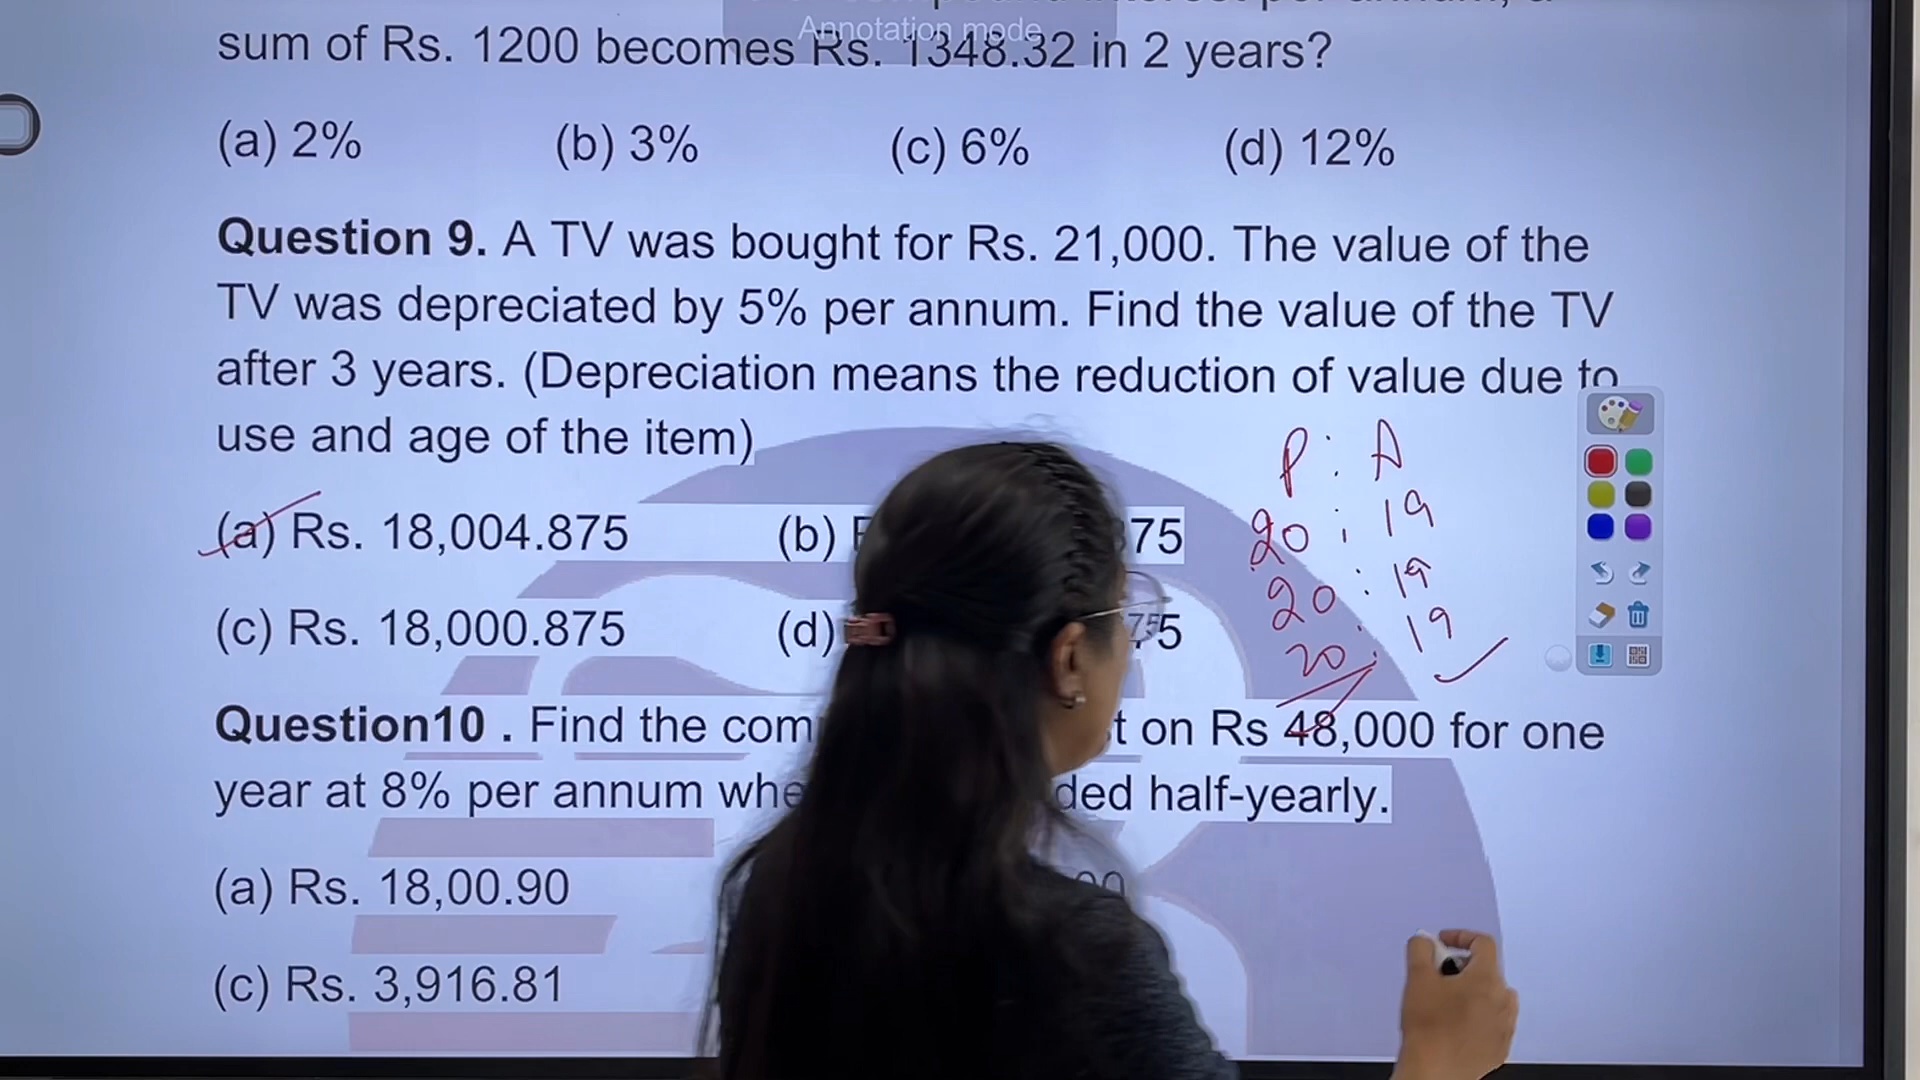 Annotation mode
sum of Rs. 1200 becomes Rs. 1348.32 in 2 years?
(a) 2% (b) 3% (c) 6% (d) 12%
Question 9. A TV was bought for Rs. 21,000. The value of the
TV was depreciated by 5% per annum. Find the value of the TV
after 3 years. (Depreciation means the reduction of value due to
use and age of the item)
P : A
20 : 19
20 : 19
20 : 19
(a) Rs. 18,004.875 (b) 75
(c) Rs. 18,000.875 (d) 75
Question10 . Find the t on Rs 48,000 for one
year at 8% per annum ded half-yearly.
(a) Rs. 18,00.90
(c) Rs. 3,916.81